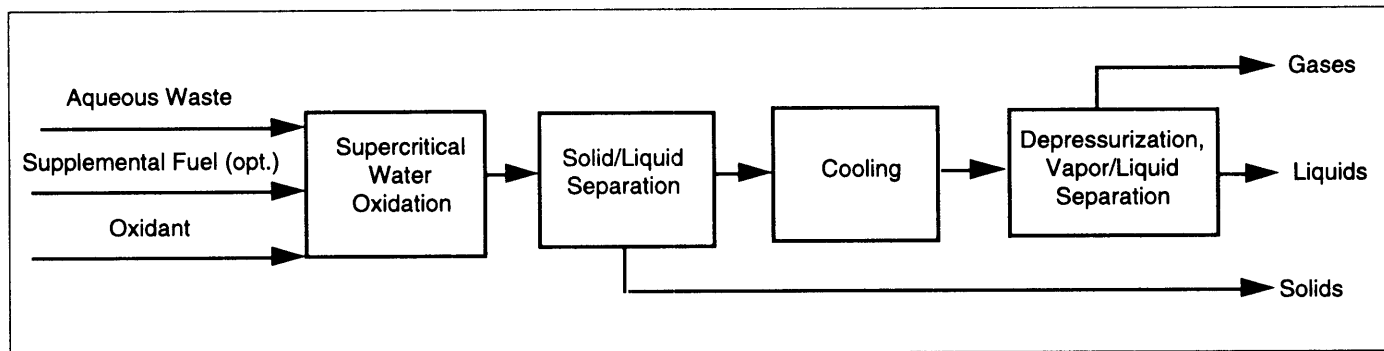 Aqueous Waste
Supplemental Fuel (opt.)
Oxidant
Supercritical
Water
Oxidation
Solid/Liquid
Separation
Cooling
Depressurization,
Vapor/Liquid
Separation
Gases
Liquids
Solids